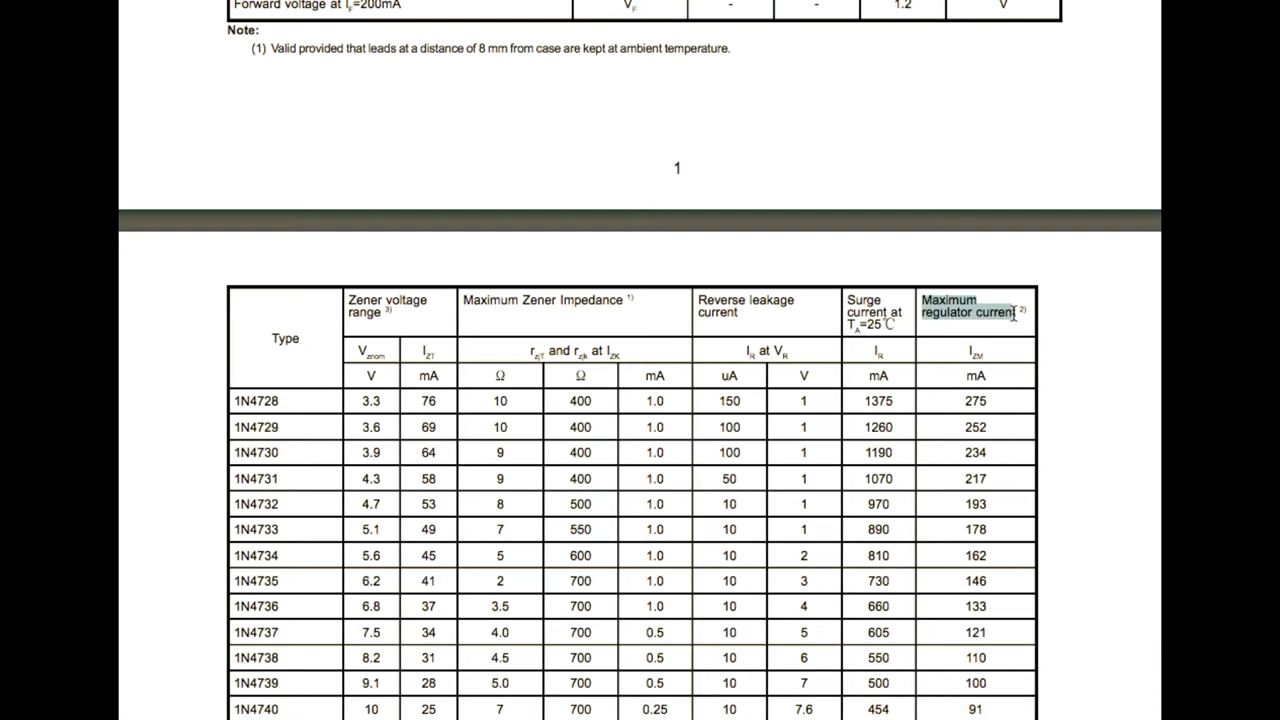 Forward voltage at IF=200mA VF - - 1.2 V
Note:
(1) Valid provided that leads at a distance of 8 mm from case are kept at ambient temperature.
1
Type
Zener voltage range 3)
Maximum Zener Impedance 1)
Reverse leakage current
Surge current at TA=25℃
Maximum regulator current 2)
Vznom IZT rzjT and rzjk at IZK IR at VR IR IZM
V mA Ω Ω mA uA V mA mA
1N4728 3.3 76 10 400 1.0 150 1 1375 275
1N4729 3.6 69 10 400 1.0 100 1 1260 252
1N4730 3.9 64 9 400 1.0 100 1 1190 234
1N4731 4.3 58 9 400 1.0 50 1 1070 217
1N4732 4.7 53 8 500 1.0 10 1 970 193
1N4733 5.1 49 7 550 1.0 10 1 890 178
1N4734 5.6 45 5 600 1.0 10 2 810 162
1N4735 6.2 41 2 700 1.0 10 3 730 146
1N4736 6.8 37 3.5 700 1.0 10 4 660 133
1N4737 7.5 34 4.0 700 0.5 10 5 605 121
1N4738 8.2 31 4.5 700 0.5 10 6 550 110
1N4739 9.1 28 5.0 700 0.5 10 7 500 100
1N4740 10 25 7 700 0.25 10 7.6 454 91